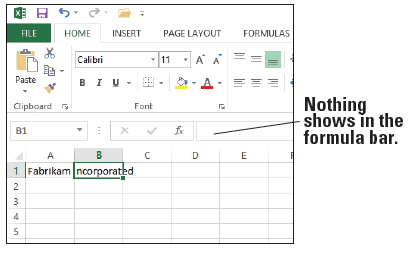 FILE HOME INSERT PAGE LAYOUT FORMULAS
Calibri 11 A A
Paste B I U A
Clipboard Font
B1 fx
A B C D E F
1 Fabrikam ncorporated
2
3
4
5
Nothing
shows in the
formula bar.